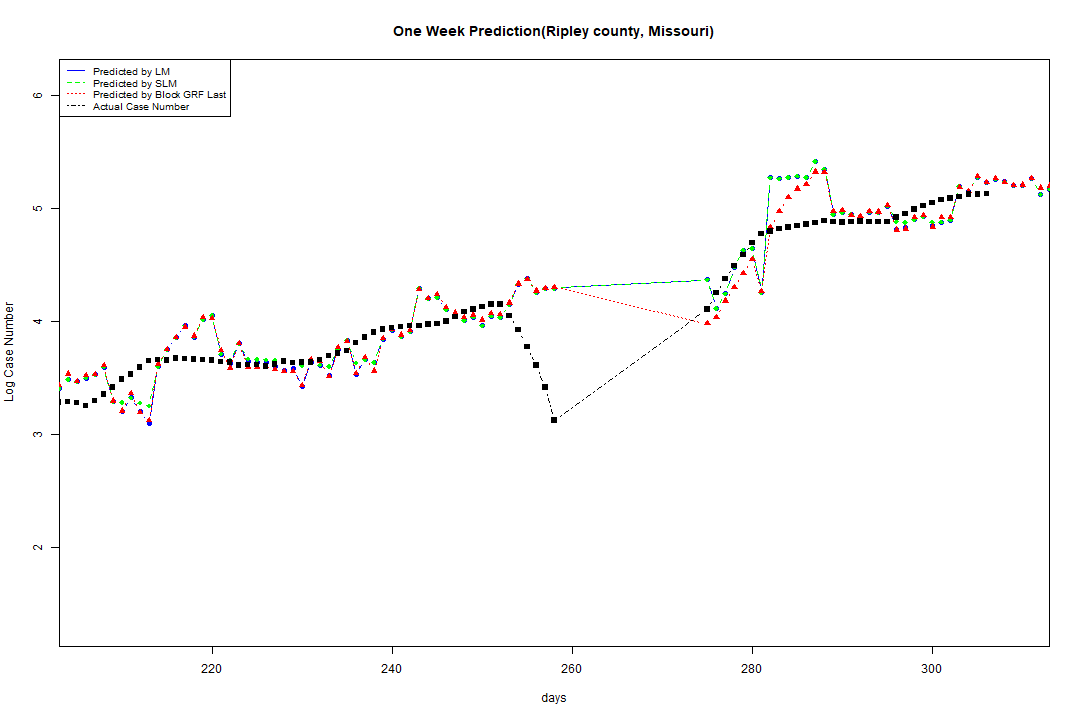 One Week Prediction(Ripley county, Missouri)
Predicted by LM
Predicted by SLM
Predicted by Block GRF Last
Actual Case Number
6
5
4
3
2
Log Case Number
220
240
260
280
300
days